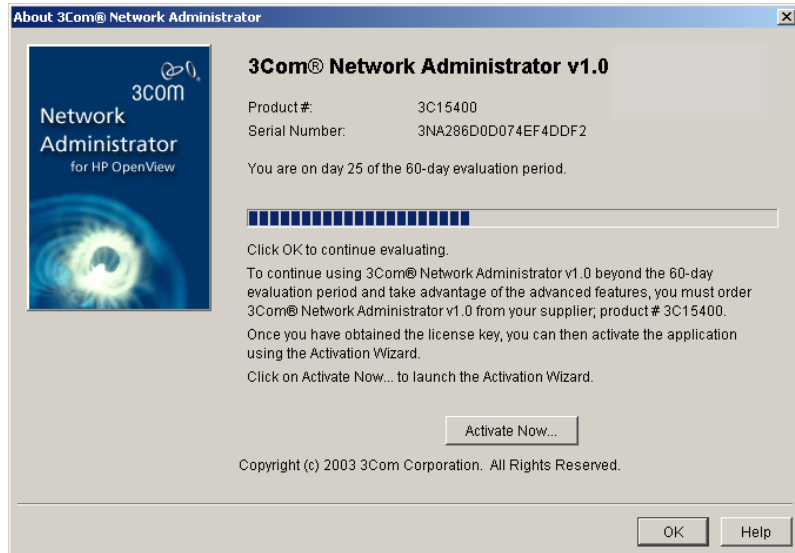 About 3Com® Network Administrator
3com
Network
Administrator
for HP OpenView
3Com® Network Administrator v1.0
Product #: 3C15400
Serial Number: 3NA286D0D074EF4DDF2
You are on day 25 of the 60-day evaluation period.
Click OK to continue evaluating.
To continue using 3Com® Network Administrator v1.0 beyond the 60-day
evaluation period and take advantage of the advanced features, you must order
3Com® Network Administrator v1.0 from your supplier; product # 3C15400.
Once you have obtained the license key, you can then activate the application
using the Activation Wizard.
Click on Activate Now... to launch the Activation Wizard.
Activate Now...
Copyright (c) 2003 3Com Corporation. All Rights Reserved.
OK Help